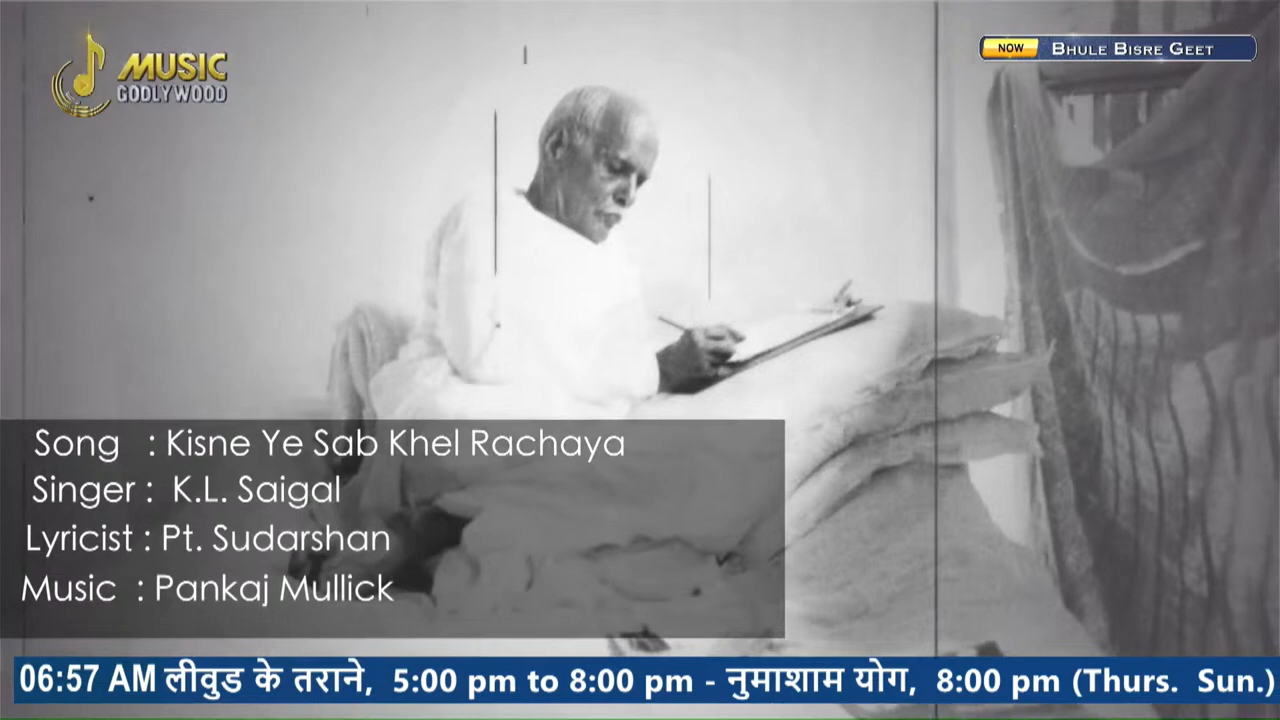 MUSIC
GODLYWOOD
NOW BHULE BISRE GEET
Song : Kisne Ye Sab Khel Rachaya
Singer : K.L. Saigal
Lyricist : Pt. Sudarshan
Music : Pankaj Mullick
06:57 AM लीवुड के तराने, 5:00 pm to 8:00 pm - नुमाशाम योग, 8:00 pm (Thurs. Sun.)